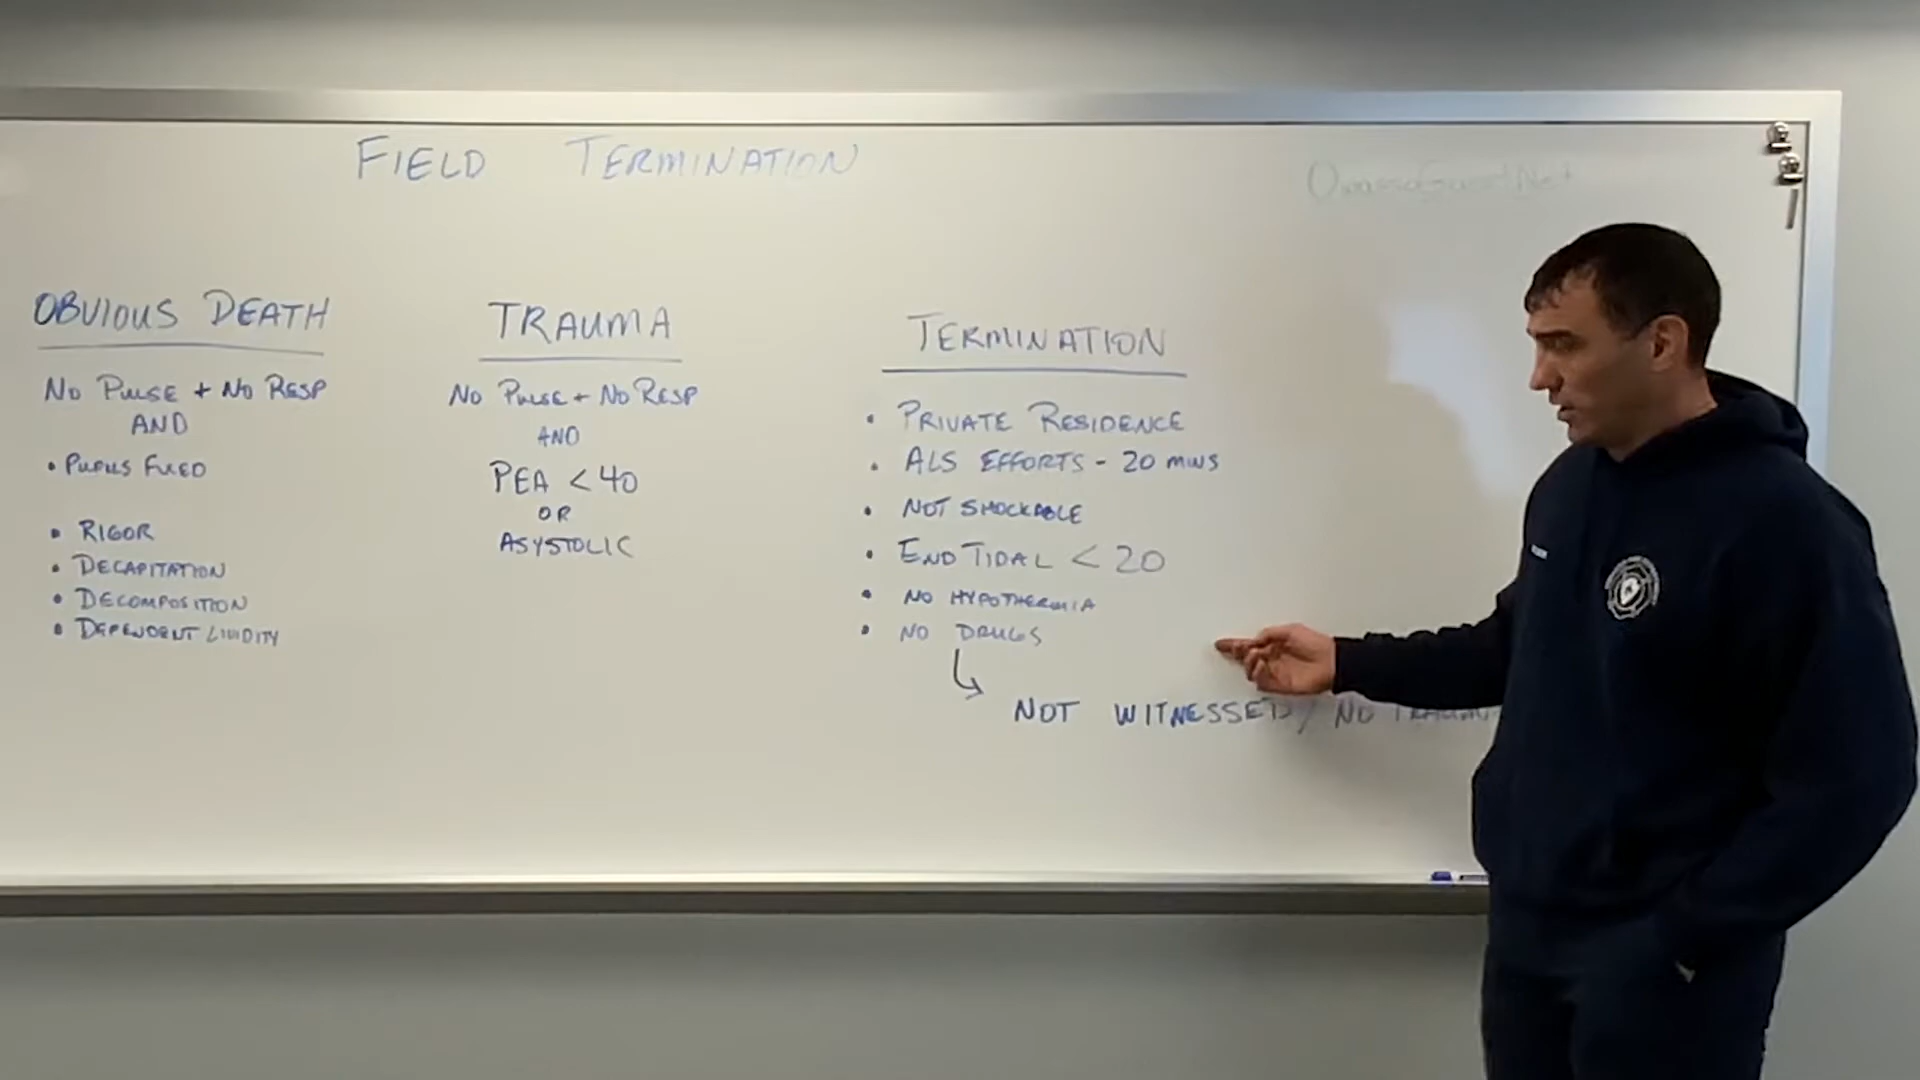 FIELD TERMINATION
OBVIOUS DEATH
NO PULSE + NO RESP
AND
• PUPILS FIXED
• RIGOR
• DECAPITATION
• DECOMPOSITION
• DEPENDENT LIVIDITY
TRAUMA
NO PULSE + NO RESP
AND
PEA < 40
OR
ASYSTOLIC
TERMINATION
• PRIVATE RESIDENCE
• ALS EFFORTS - 20 MINS
• NOT SHOCKABLE
• END TIDAL < 20
• NO HYPOTHERMIA
• NO DRUGS
↳ NOT WITNESSED / NO